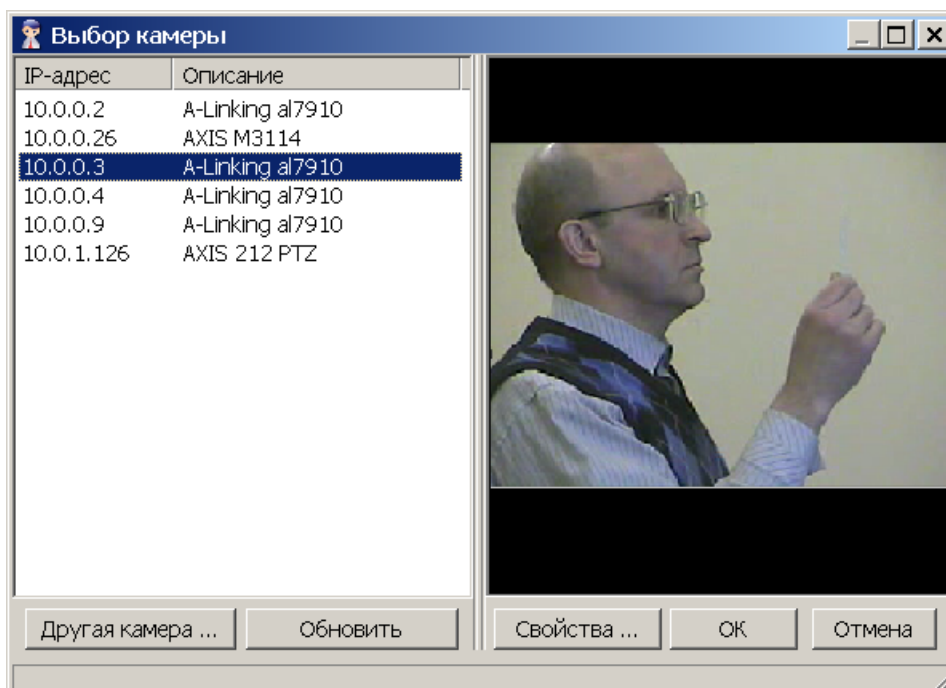 Выбор камеры
IP-адрес Описание
10.0.0.2 A-Linking al7910
10.0.0.26 AXIS M3114
10.0.0.3 A-Linking al7910
10.0.0.4 A-Linking al7910
10.0.0.9 A-Linking al7910
10.0.1.126 AXIS 212 PTZ
Другая камера ... Обновить Свойства ... ОК Отмена